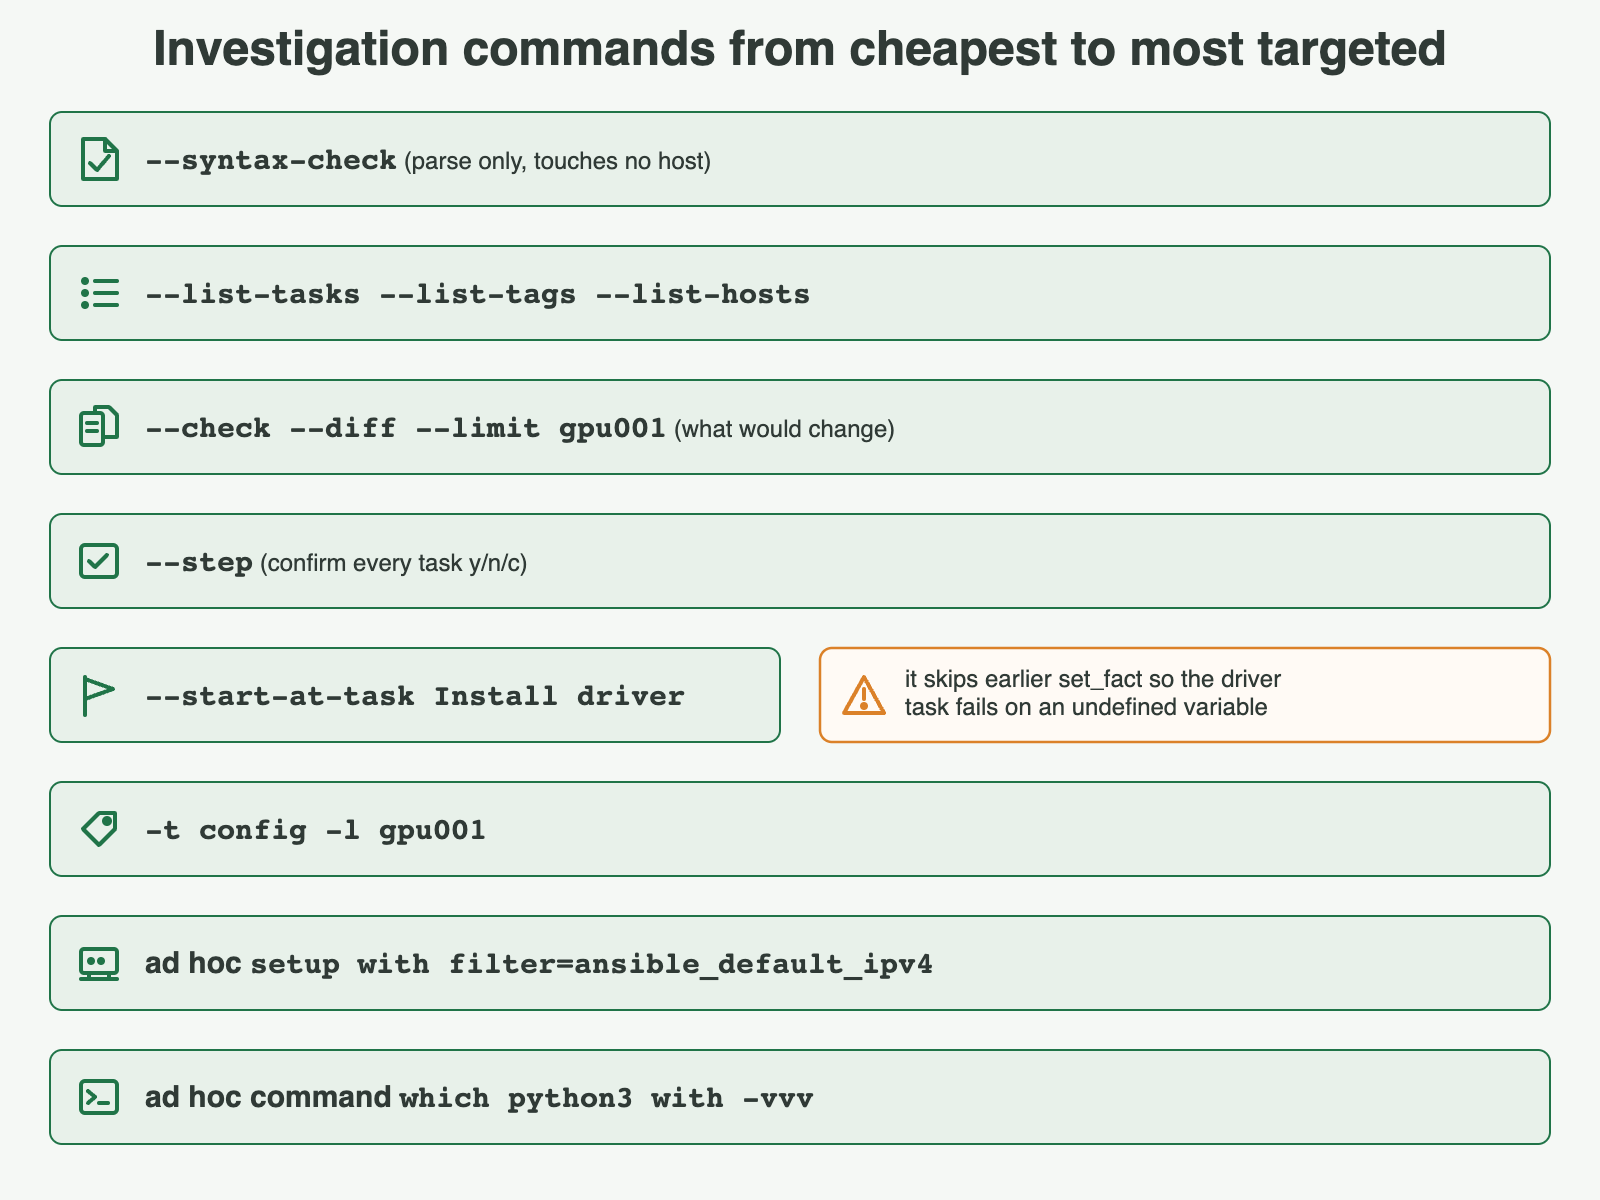 Investigation commands from cheapest to most targeted
--syntax-check (parse only, touches no host)
--list-tasks --list-tags --list-hosts
--check --diff --limit gpu001 (what would change)
--step (confirm every task y/n/c)
--start-at-task Install driver
it skips earlier set_fact so the driver
task fails on an undefined variable
-t config -l gpu001
ad hoc setup with filter=ansible_default_ipv4
ad hoc command which python3 with -vvv